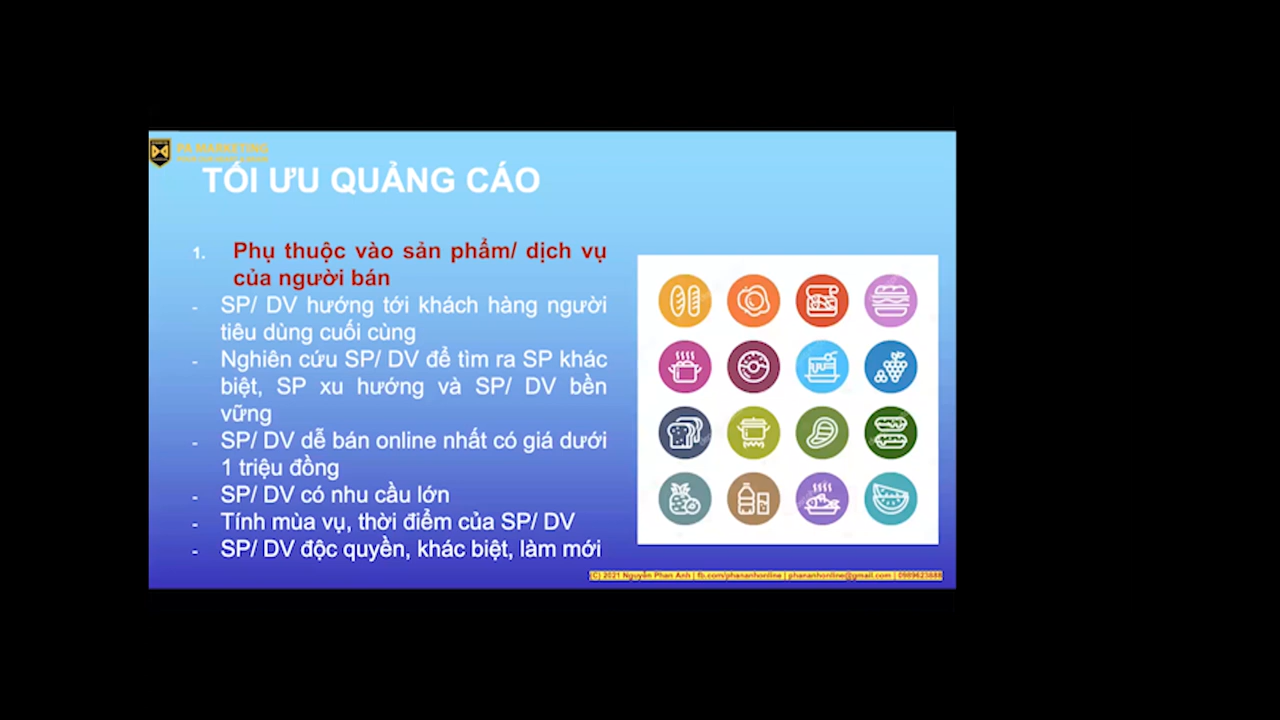 PA MARKETING
TỐI ƯU QUẢNG CÁO
1. Phụ thuộc vào sản phẩm/ dịch vụ
của người bán
- SP/ DV hướng tới khách hàng người
tiêu dùng cuối cùng
- Nghiên cứu SP/ DV để tìm ra SP khác
biệt, SP xu hướng và SP/ DV bền
vững
- SP/ DV dễ bán online nhất có giá dưới
1 triệu đồng
- SP/ DV có nhu cầu lớn
- Tính mùa vụ, thời điểm của SP/ DV
- SP/ DV độc quyền, khác biệt, làm mới
(C) 2021 Nguyễn Phan Anh | fb.com/phananhonline | phananhonline@gmail.com | 0989623888